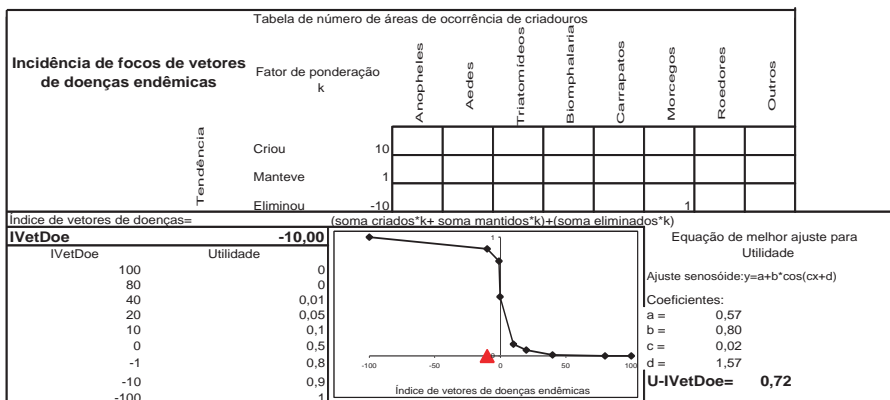 Tabela de número de áreas de ocorrência de criadouros
Incidência de focos de vetores
de doenças endêmicas
Fator de ponderação
k
Anopheles
Aedes
Triatomídeos
Biomphalaria
Carrapatos
Morcegos
Roedores
Outros
Tendência
Criou 10
Manteve 1
Eliminou -10 1
Índice de vetores de doenças= (soma criados*k+ soma mantidos*k)+(soma eliminados*k)
IVetDoe -10,00
IVetDoe Utilidade
100 0
80 0
40 0,01
20 0,05
10 0,1
0 0,5
-1 0,8
-10 0,9
-100 1
1
0
-100 -50 0 50 100
Índice de vetores de doenças endêmicas
Equação de melhor ajuste para
Utilidade
Ajuste senosóide:y=a+b*cos(cx+d)
Coeficientes:
a = 0,57
b = 0,80
c = 0,02
d = 1,57
U-IVetDoe= 0,72